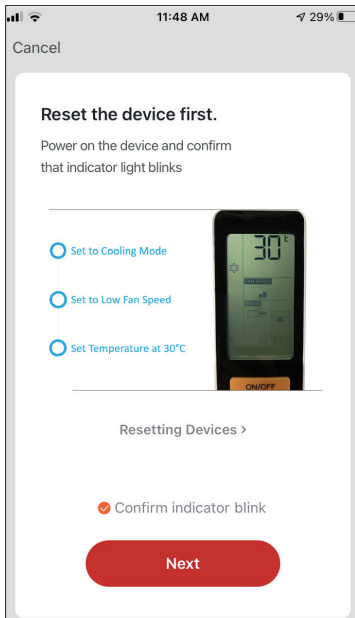 11:48 AM
29%
Cancel
Reset the device first.
Power on the device and confirm
that indicator light blinks
30°c
Set to Cooling Mode
FAN SPEED
Set to Low Fan Speed
Set Temperature at 30°C
ON/OFF
Resetting Devices >
Confirm indicator blink
Next